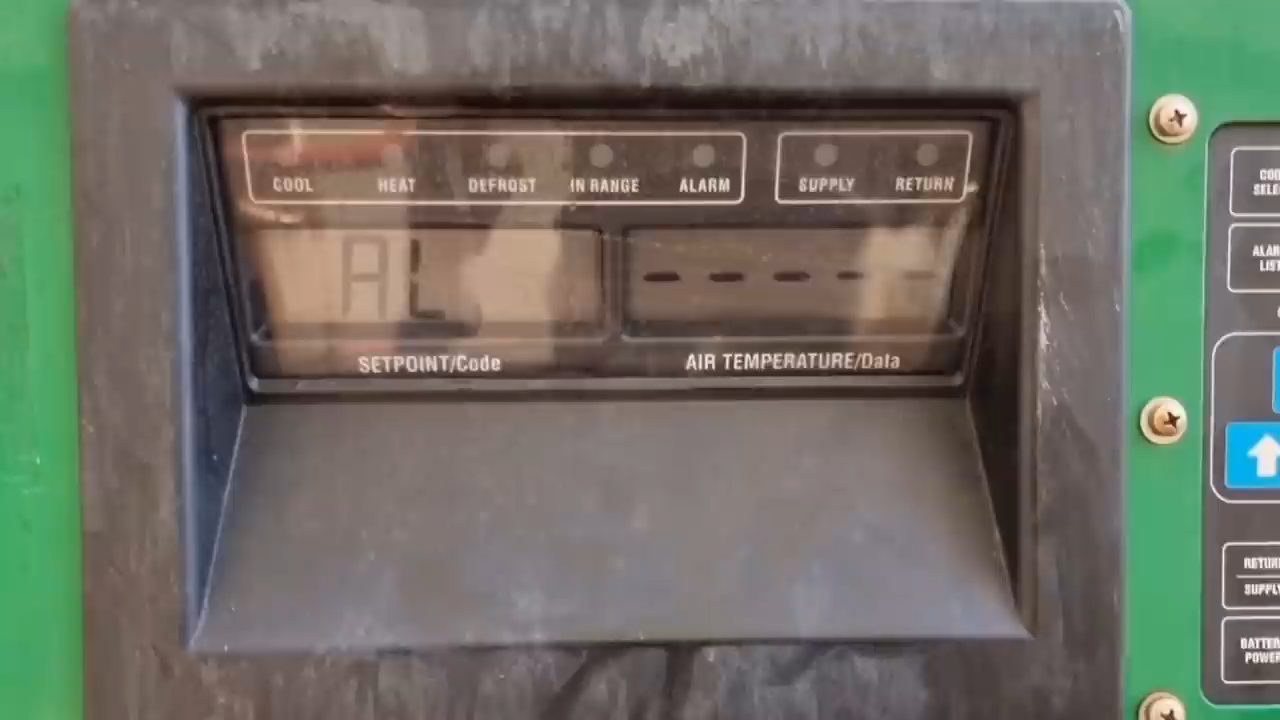 COOL HEAT DEFROST IN RANGE ALARM SUPPLY RETURN
AL - - - - -
SETPOINT/Code AIR TEMPERATURE/Data